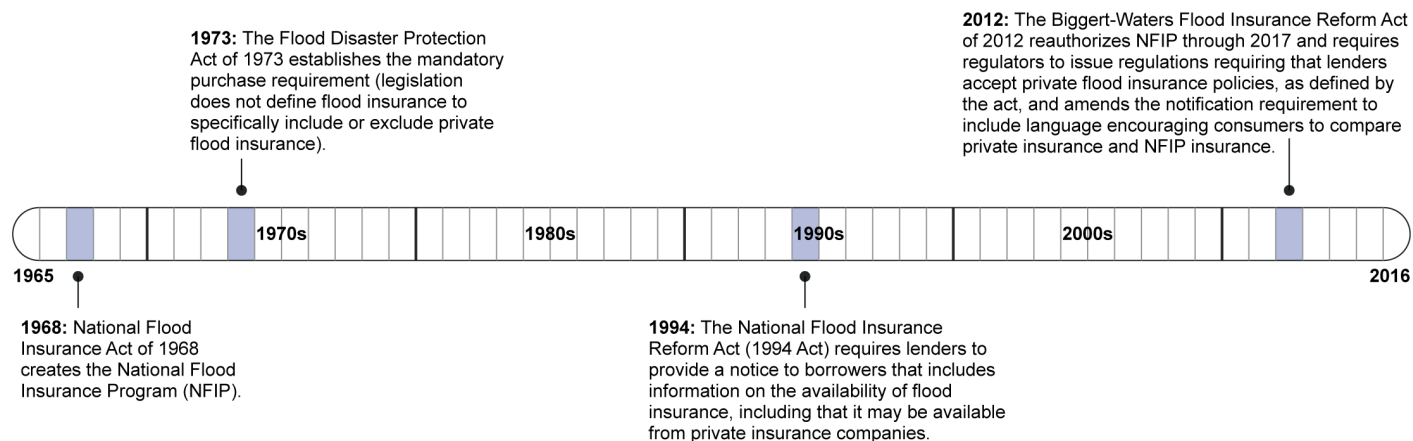 1973: The Flood Disaster Protection
Act of 1973 establishes the mandatory
purchase requirement (legislation
does not define flood insurance to
specifically include or exclude private
flood insurance).
2012: The Biggert-Waters Flood Insurance Reform Act
of 2012 reauthorizes NFIP through 2017 and requires
regulators to issue regulations requiring that lenders
accept private flood insurance policies, as defined by
the act, and amends the notification requirement to
include language encouraging consumers to compare
private insurance and NFIP insurance.
1970s
1980s
1990s
2000s
1965
2016
1968: National Flood
Insurance Act of 1968
creates the National Flood
Insurance Program (NFIP).
1994: The National Flood Insurance
Reform Act (1994 Act) requires lenders to
provide a notice to borrowers that includes
information on the availability of flood
insurance, including that it may be available
from private insurance companies.